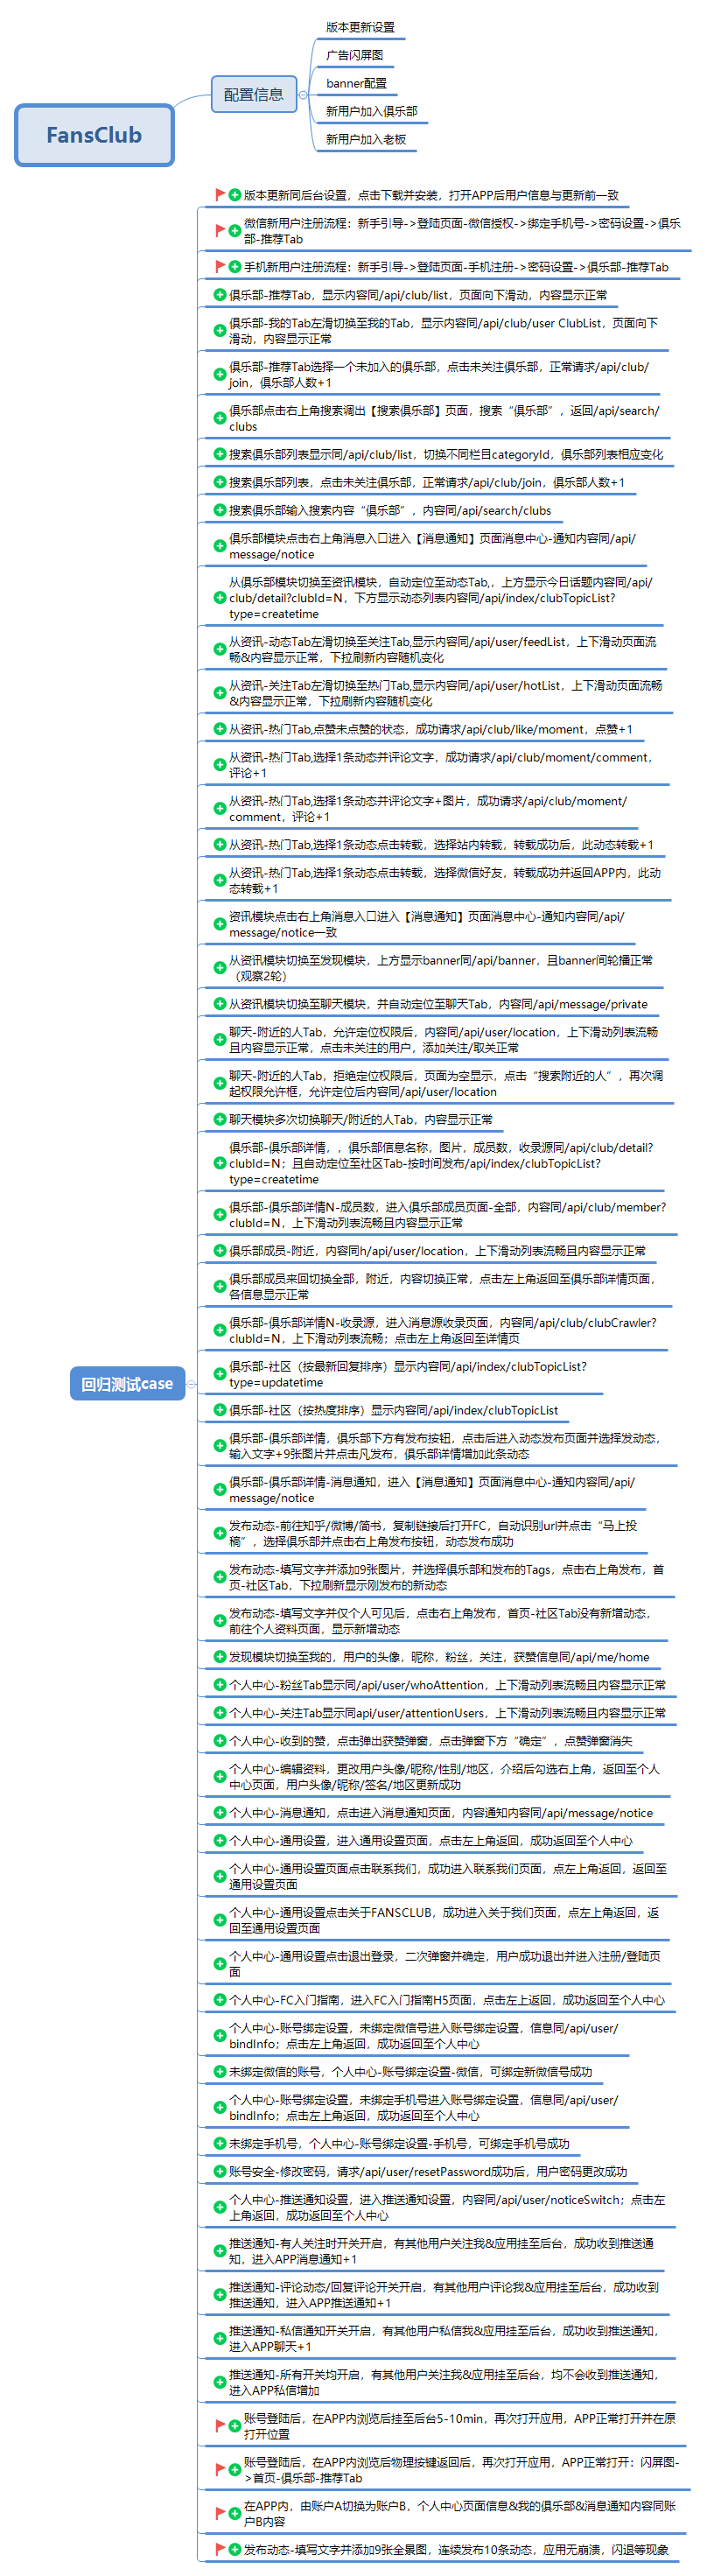 版本更新设置
广告闪屏图
banner配置
新用户加入俱乐部
新用户加入老板
配置信息
FansClub
版本更新同后台设置，点击下载并安装，打开APP后用户信息与更新前一致
微信新用户注册流程：新手引导->登陆页面-微信授权->绑定手机号->密码设置->俱乐
部-推荐Tab
手机新用户注册流程：新手引导->登陆页面-手机注册->密码设置->俱乐部-推荐Tab
俱乐部-推荐Tab，显示内容同/api/club/list，页面向下滑动，内容显示正常
俱乐部-我的Tab左滑切换至我的Tab，显示内容同/api/club/user ClubList，页面向下
滑动，内容显示正常
俱乐部-推荐Tab选择一个未加入的俱乐部，点击未关注俱乐部，正常请求/api/club/
join，俱乐部人数+1
俱乐部点击右上角搜索调出【搜索俱乐部】页面，搜索“俱乐部”，返回/api/search/
clubs
搜索俱乐部列表显示同/api/club/list，切换不同栏目categoryId，俱乐部列表相应变化
搜索俱乐部列表，点击未关注俱乐部，正常请求/api/club/join，俱乐部人数+1
搜索俱乐部输入搜索内容“俱乐部”，内容同/api/search/clubs
俱乐部模块点击右上角消息入口进入【消息通知】页面消息中心-通知内容同/api/
message/notice
从俱乐部模块切换至资讯模块，自动定位至动态Tab,，上方显示今日话题内容同/api/
club/detail?clubId=N，下方显示动态列表内容同/api/index/clubTopicList?
type=createtime
从资讯-动态Tab左滑切换至关注Tab,显示内容同/api/user/feedList，上下滑动页面流
畅&内容显示正常，下拉刷新内容随机变化
从资讯-关注Tab左滑切换至热门Tab,显示内容同/api/user/hotList，上下滑动页面流畅
&内容显示正常，下拉刷新内容随机变化
从资讯-热门Tab,点赞未点赞的状态，成功请求/api/club/like/moment，点赞+1
从资讯-热门Tab,选择1条动态并评论文字，成功请求/api/club/moment/comment，
评论+1
从资讯-热门Tab,选择1条动态并评论文字+图片，成功请求/api/club/moment/
comment，评论+1
从资讯-热门Tab,选择1条动态点击转载，选择站内转载，转载成功后，此动态转载+1
从资讯-热门Tab,选择1条动态点击转载，选择微信好友，转载成功并返回APP内，此动
态转载+1
资讯模块点击右上角消息入口进入【消息通知】页面消息中心-通知内容同/api/
message/notice一致
从资讯模块切换至发现模块，上方显示banner同/api/banner，且banner间轮播正常
（观察2轮）
从资讯模块切换至聊天模块，并自动定位至聊天Tab，内容同/api/message/private
聊天-附近的人Tab，允许定位权限后，内容同/api/user/location，上下滑动列表流畅
且内容显示正常，点击未关注的用户，添加关注/取关正常
聊天-附近的人Tab，拒绝定位权限后，页面为空显示，点击“搜索附近的人”，再次调
起权限允许框，允许定位后内容同/api/user/location
聊天模块多次切换聊天/附近的人Tab，内容显示正常
俱乐部-俱乐部详情，，俱乐部信息名称，图片，成员数，收录源同/api/club/detail?
clubId=N；且自动定位至社区Tab-按时间发布/api/index/clubTopicList?
type=createtime
俱乐部-俱乐部详情N-成员数，进入俱乐部成员页面-全部，内容同/api/club/member?
clubId=N，上下滑动列表流畅且内容显示正常
俱乐部成员-附近，内容同h/api/user/location，上下滑动列表流畅且内容显示正常
俱乐部成员来回切换全部，附近，内容切换正常，点击左上角返回至俱乐部详情页面，
各信息显示正常
俱乐部-俱乐部详情N-收录源，进入消息源收录页面，内容同/api/club/clubCrawler?
clubId=N，上下滑动列表流畅；点击左上角返回至详情页
回归测试case
俱乐部-社区（按最新回复排序）显示内容同/api/index/clubTopicList?
type=updatetime
俱乐部-社区（按热度排序）显示内容同/api/index/clubTopicList
俱乐部-俱乐部详情，俱乐部下方有发布按钮，点击后进入动态发布页面并选择发动态，
输入文字+9张图片并点击凡发布，俱乐部详情增加此条动态
俱乐部-俱乐部详情-消息通知，进入【消息通知】页面消息中心-通知内容同/api/
message/notice
发布动态-前往知乎/微博/简书，复制链接后打开FC，自动识别url并点击“马上投
稿”，选择俱乐部并点击右上角发布按钮，动态发布成功
发布动态-填写文字并添加9张图片，并选择俱乐部和发布的Tags，点击右上角发布，首
页-社区Tab，下拉刷新显示刚发布的新动态
发布动态-填写文字并仅个人可见后，点击右上角发布，首页-社区Tab没有新增动态，
前往个人资料页面，显示新增动态
发现模块切换至我的，用户的头像，昵称，粉丝，关注，获赞信息同/api/me/home
个人中心-粉丝Tab显示同/api/user/whoAttention，上下滑动列表流畅且内容显示正常
个人中心-关注Tab显示同api/user/attentionUsers，上下滑动列表流畅且内容显示正常
个人中心-收到的赞，点击弹出获赞弹窗，点击弹窗下方“确定”，点赞弹窗消失
个人中心-编辑资料，更改用户头像/昵称/性别/地区，介绍后勾选右上角，返回至个人
中心页面，用户头像/昵称/签名/地区更新成功
个人中心-消息通知，点击进入消息通知页面，内容通知内容同/api/message/notice
个人中心-通用设置，进入通用设置页面，点击左上角返回，成功返回至个人中心
个人中心-通用设置页面点击联系我们，成功进入联系我们页面，点左上角返回，返回至
通用设置页面
个人中心-通用设置点击关于FANSCLUB，成功进入关于我们页面，点左上角返回，返
回至通用设置页面
个人中心-通用设置点击退出登录，二次弹窗并确定，用户成功退出并进入注册/登陆页
面
个人中心-FC入门指南，进入FC入门指南H5页面，点击左上返回，成功返回至个人中心
个人中心-账号绑定设置，未绑定微信号进入账号绑定设置，信息同/api/user/
bindInfo；点击左上角返回，成功返回至个人中心
未绑定微信的账号，个人中心-账号绑定设置-微信，可绑定新微信号成功
个人中心-账号绑定设置，未绑定手机号进入账号绑定设置，信息同/api/user/
bindInfo；点击左上角返回，成功返回至个人中心
未绑定手机号，个人中心-账号绑定设置-手机号，可绑定手机号成功
账号安全-修改密码，请求/api/user/resetPassword成功后，用户密码更改成功
个人中心-推送通知设置，进入推送通知设置，内容同/api/user/noticeSwitch；点击左
上角返回，成功返回至个人中心
推送通知-有人关注时开关开启，有其他用户关注我&应用挂至后台，成功收到推送通
知，进入APP消息通知+1
推送通知-评论动态/回复评论开关开启，有其他用户评论我&应用挂至后台，成功收到
推送通知，进入APP推送通知+1
推送通知-私信通知开关开启，有其他用户私信我&应用挂至后台，成功收到推送通知，
进入APP聊天+1
推送通知-所有开关均开启，有其他用户关注我&应用挂至后台，均不会收到推送通知，
进入APP私信增加
账号登陆后，在APP内浏览后挂至后台5-10min，再次打开应用，APP正常打开并在原
打开位置
账号登陆后，在APP内浏览后物理按键返回后，再次打开应用，APP正常打开：闪屏图-
>首页-俱乐部-推荐Tab
在APP内，由账户A切换为账户B，个人中心页面信息&我的俱乐部&消息通知内容同账
户B内容
发布动态-填写文字并添加9张全景图，连续发布10条动态，应用无崩溃，闪退等现象